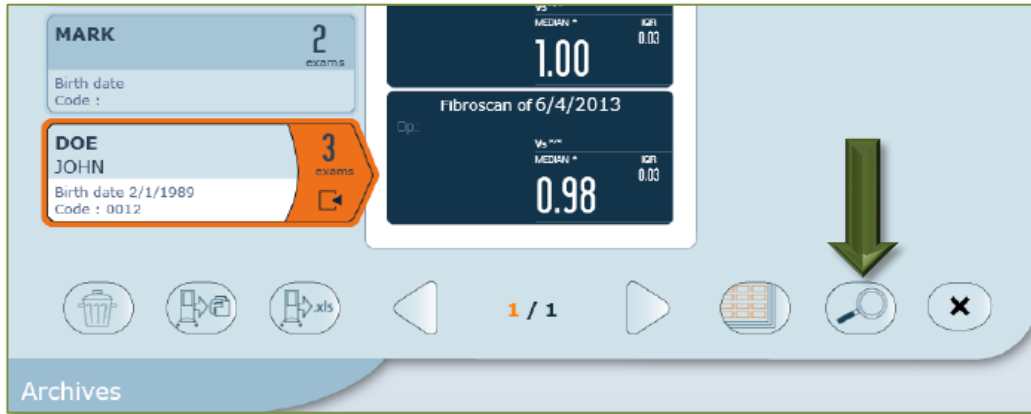 MARK
2
exams
Birth date
Code :
DOE
JOHN
3
exams
Birth date 2/1/1989
Code : 0012
MEDIAN *
IQR
1.00
0.03
Fibroscan of 6/4/2013
Op.:
MEDIAN *
IQR
0.98
0.03
.xls
1 / 1
Archives